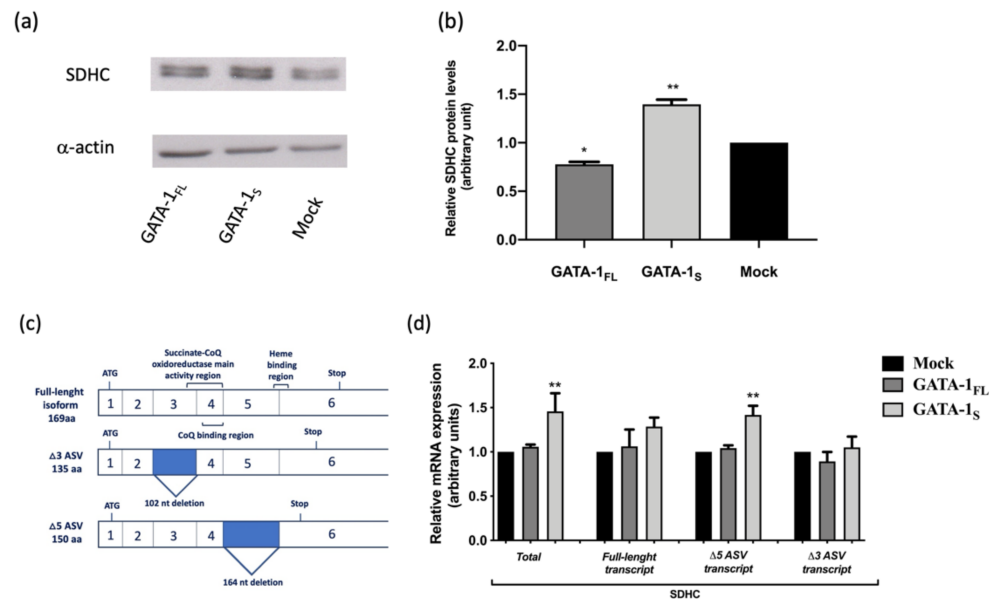 (a)
SDHC
α-actin
GATA-1FL
GATA-1S
Mock
(b)
Relative SDHC protein levels
(arbitrary unit)
2.0
1.5
1.0
0.5
0.0
*
**
GATA-1FL
GATA-1S
Mock
(c)
Succinate-CoQ
oxidoreductase main
activity region
Heme
binding
region
ATG
Stop
Full-lenght
isoform
169aa
1 2 3 4 5 6
CoQ binding region
ATG
Stop
Δ3 ASV
135 aa
1 2 4 5 6
102 nt deletion
ATG
Stop
Δ5 ASV
150 aa
1 2 3 4 6
164 nt deletion
(d)
Relative mRNA expression
(arbitrary units)
2.0
1.5
1.0
0.5
0.0
**
**
Total
Full-lenght
transcript
Δ5 ASV
transcript
Δ3 ASV
transcript
SDHC
Mock
GATA-1FL
GATA-1S